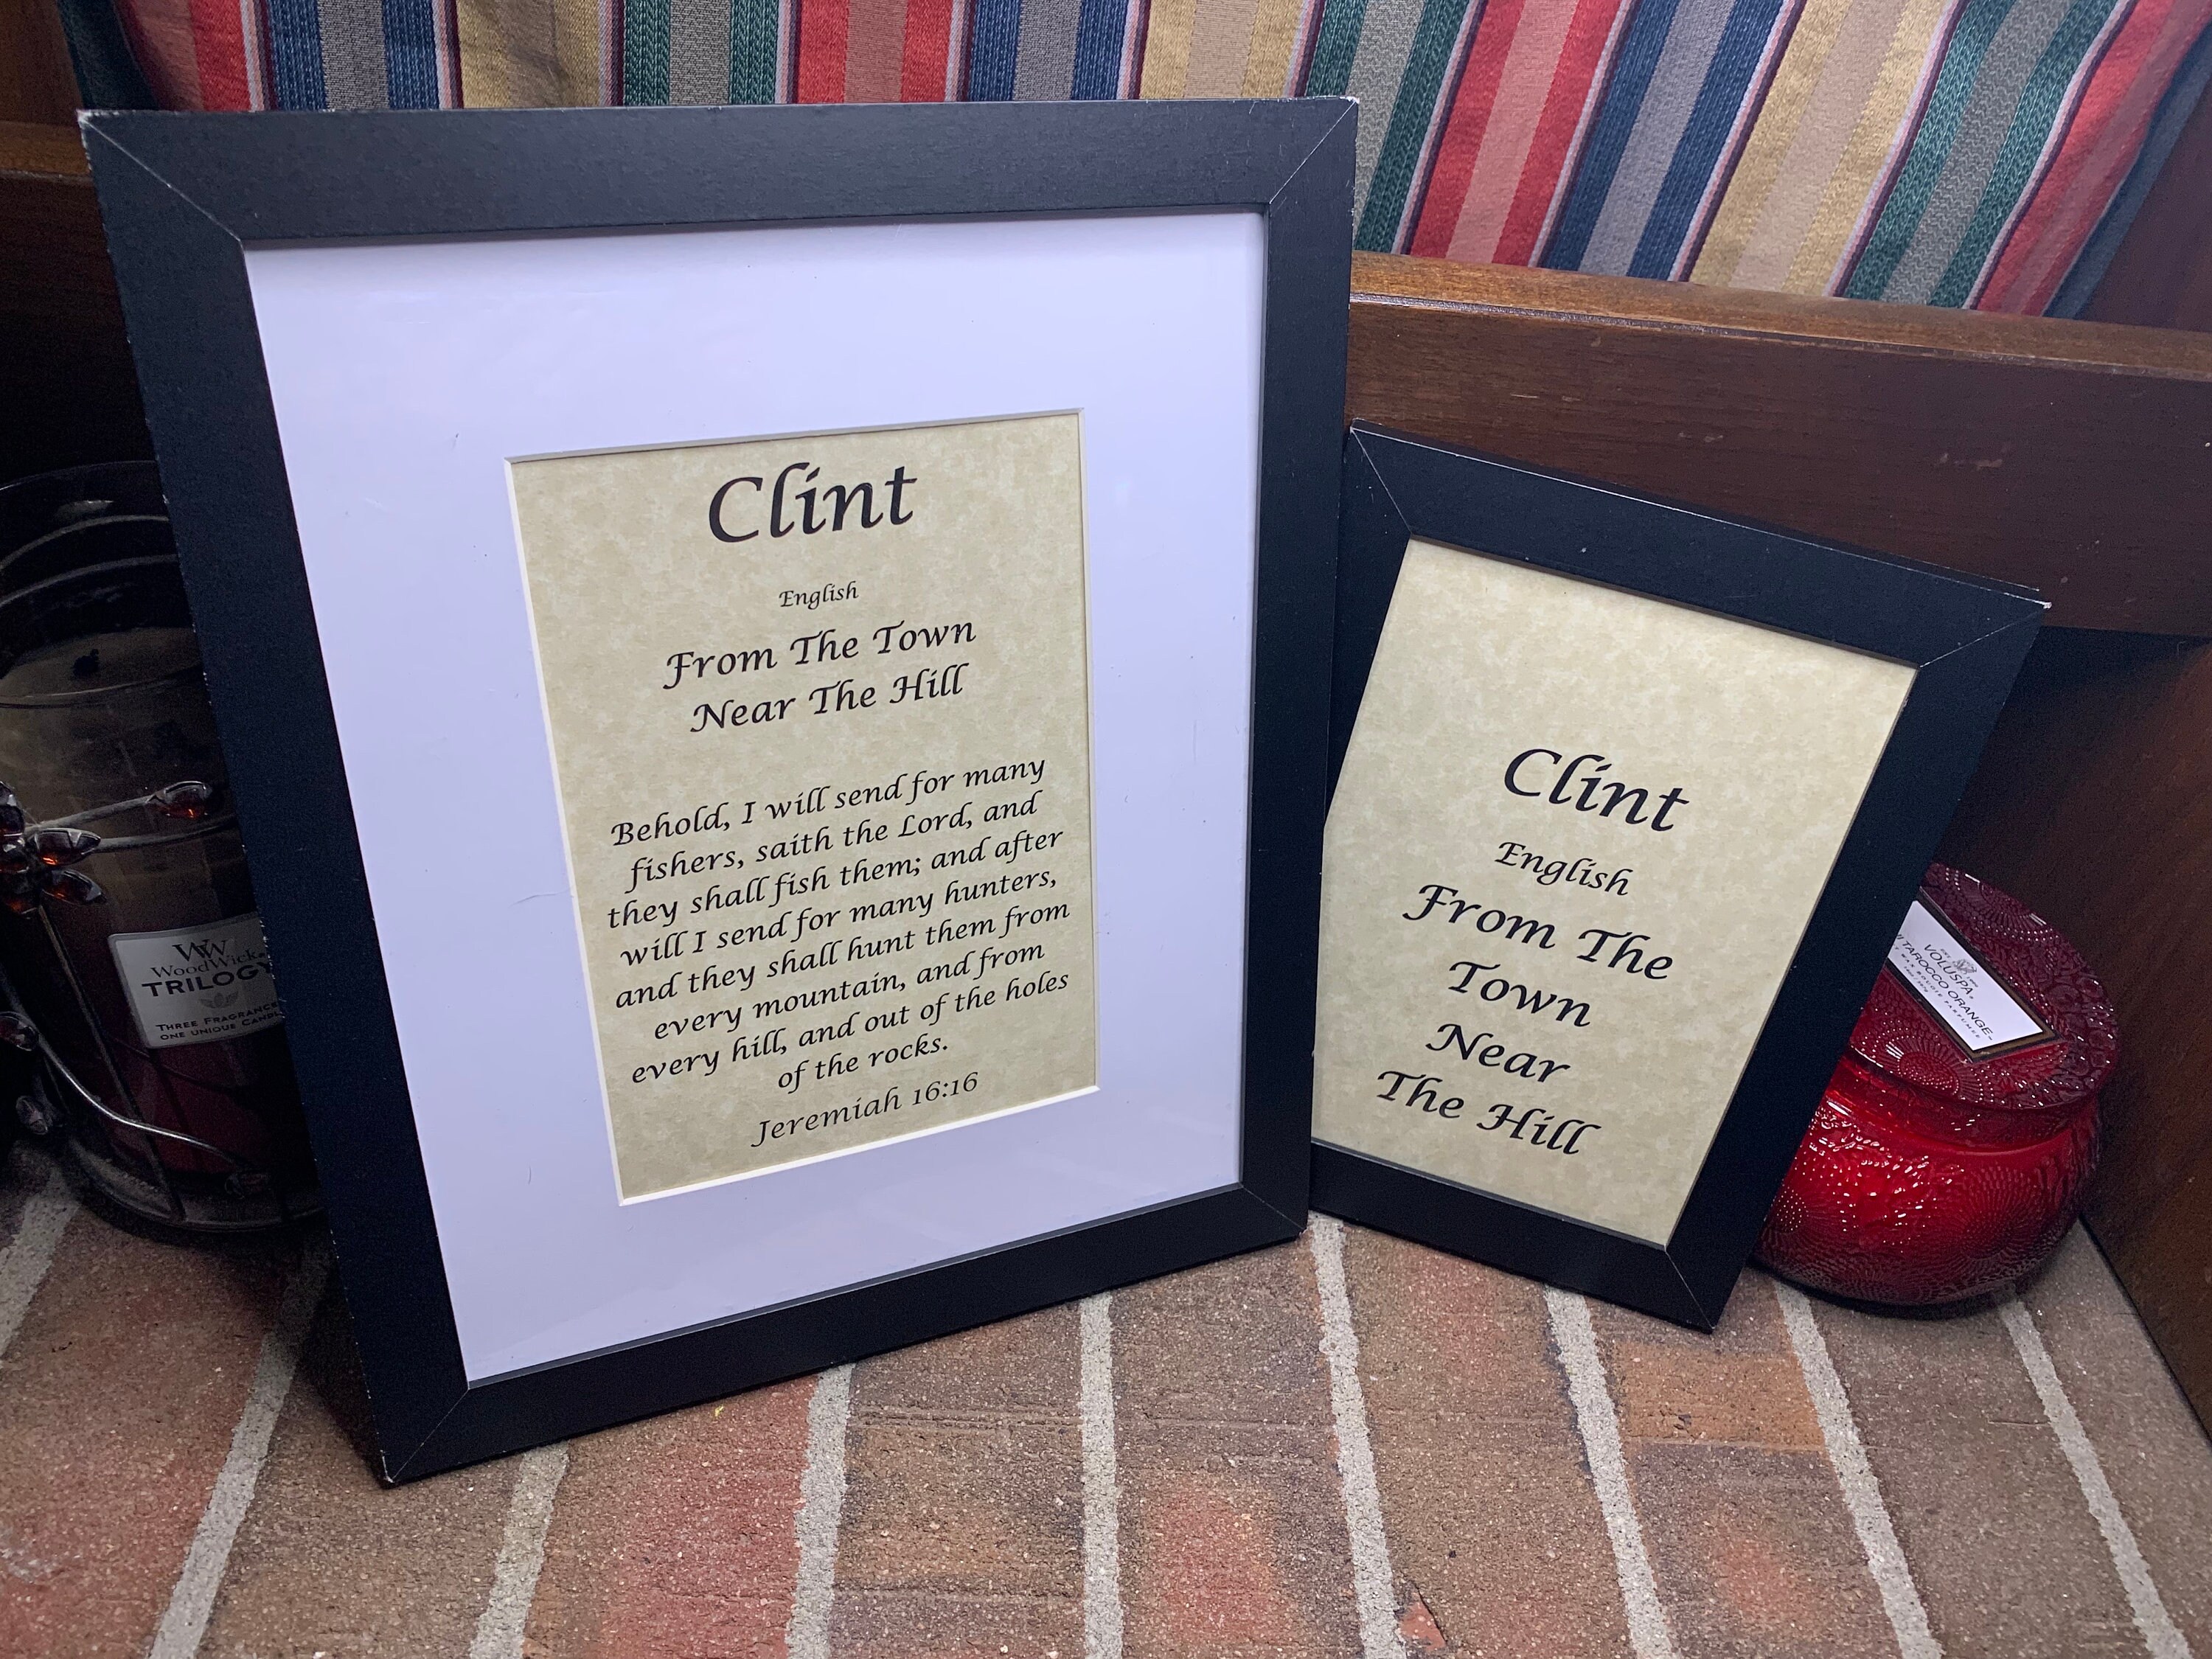 Clint
English
From The Town
Near The Hill
Behold, I will send for many
fishers, saith the Lord, and
they shall fish them; and after
will I send for many hunters,
and they shall hunt them from
every mountain, and from
every hill, and out of the holes
of the rocks.
Jeremiah 16:16
Clint
English
From The
Town
Near
The Hill
WW
WoodWick
TRILOGY
THREE FRAGRANCES
ONE UNIQUE CANDLE
VOLUSPA
TAROCCO ORANGE